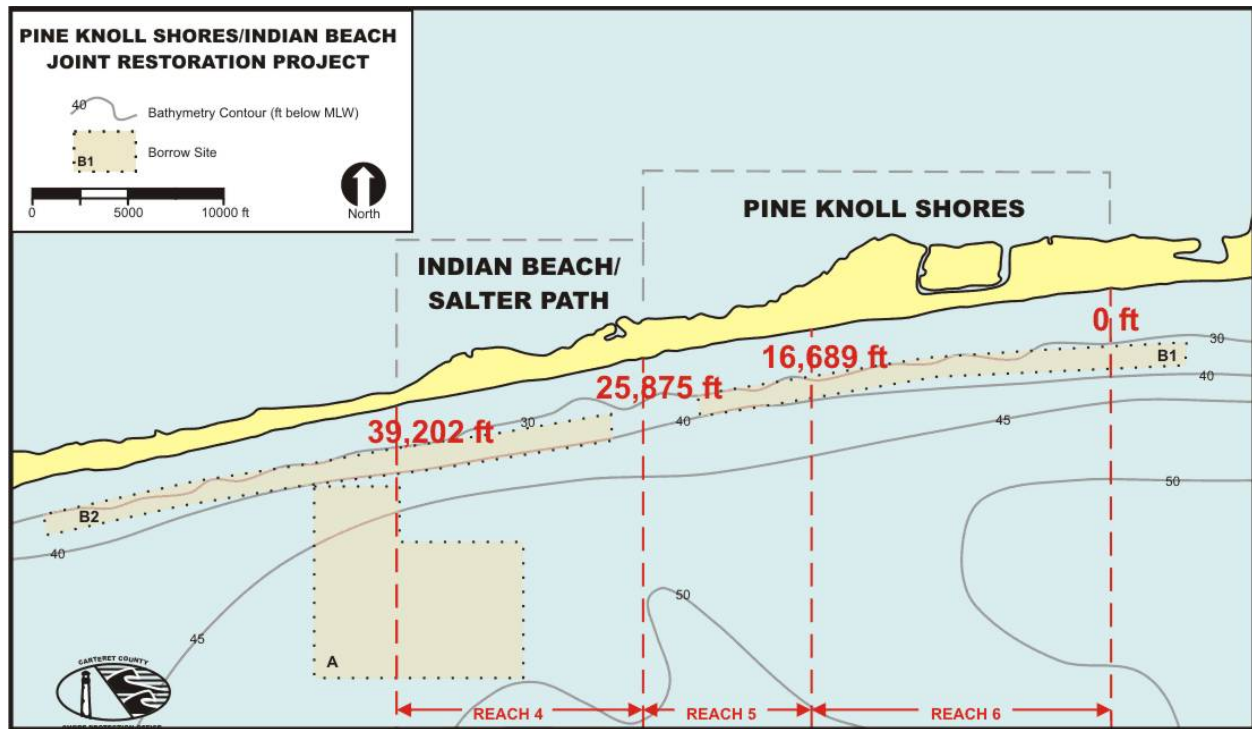 PINE KNOLL SHORES/INDIAN BEACH
JOINT RESTORATION PROJECT
40
Bathymetry Contour (ft below MLW)
B1
Borrow Site
0
5000
10000 ft
North
PINE KNOLL SHORES
INDIAN BEACH/
SALTER PATH
0 ft
16,689 ft
25,875 ft
39,202 ft
30
B1
40
30
40
45
B2
40
50
50
45
A
CARTERET COUNTY
REACH 4
REACH 5
REACH 6